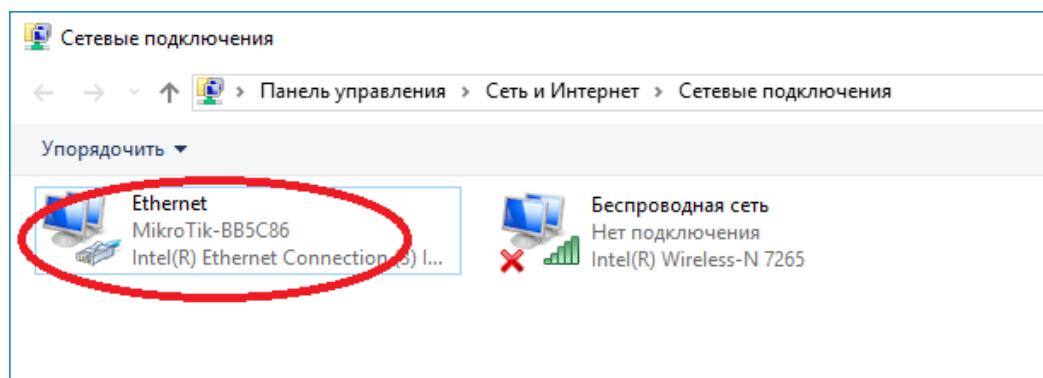 Сетевые подключения
Панель управления > Сеть и Интернет > Сетевые подключения
Упорядочить
Ethernet
MikroTik-BB5C86
Intel(R) Ethernet Connection (3) I...
Беспроводная сеть
Нет подключения
Intel(R) Wireless-N 7265